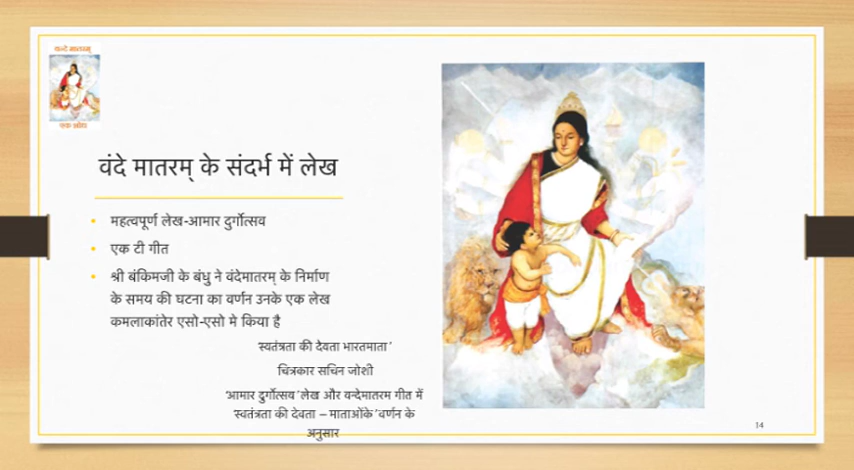 वन्दे मातरम्
एक शोध
वंदे मातरम् के संदर्भ में लेख
• महत्वपूर्ण लेख-आमार दुर्गोत्सव
• एक टी गीत
• श्री बंकिमजी के बंधु ने वंदेमातरम् के निर्माण
के समय की घटना का वर्णन उनके एक लेख
कमलाकांतेर एसो-एसो मे किया है
'स्वतंत्रता की देवता भारतमाता'
चित्रकार सचिन जोशी
'आमार दुर्गोत्सव' लेख और वन्देमातरम गीत में
'स्वतंत्रता की देवता – माताओंके' वर्णन के
अनुसार
14